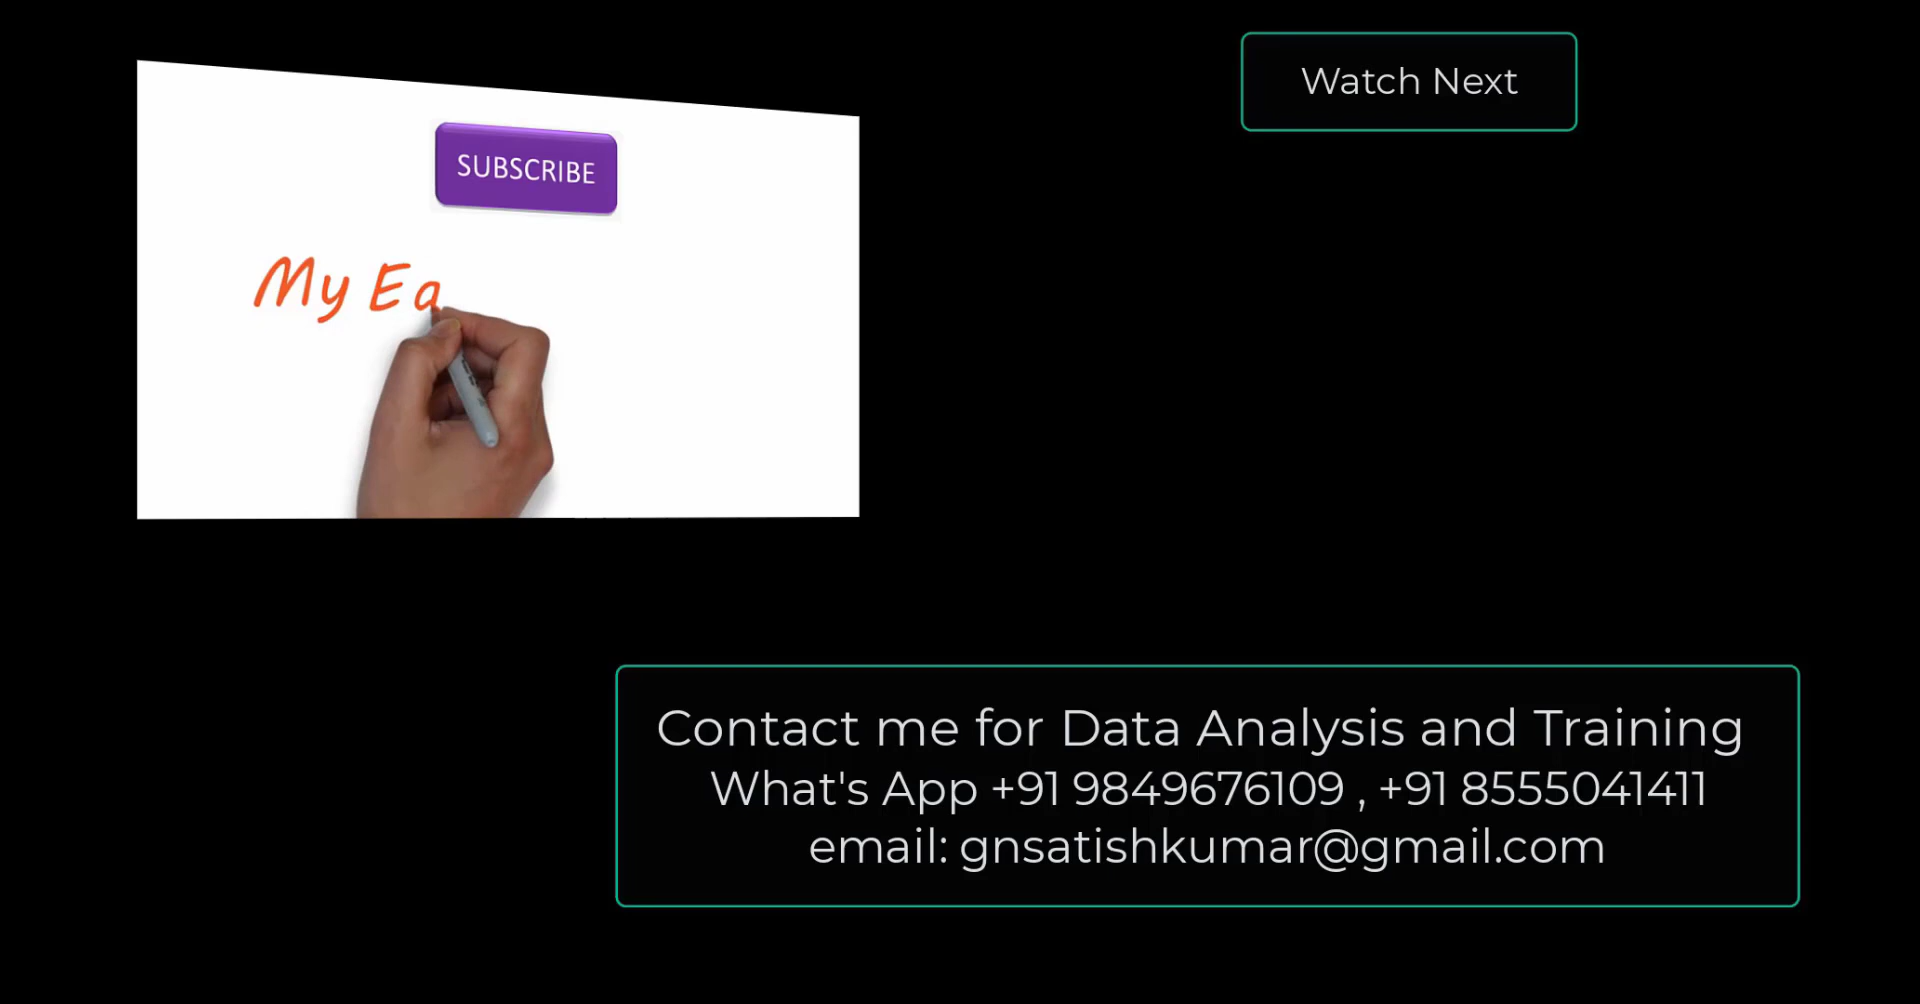 SUBSCRIBE
My Ea
Watch Next
Contact me for Data Analysis and Training
What's App +91 9849676109 , +91 8555041411
email: gnsatishkumar@gmail.com